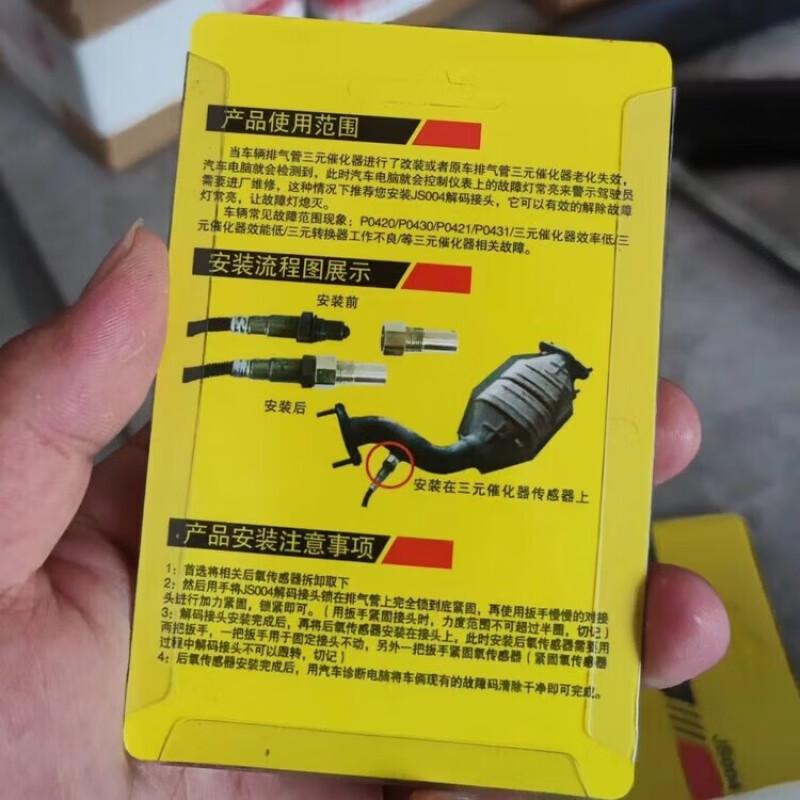 产品使用范围
当车辆排气管三元催化器进行了改装或者原车排气管三元催化器老化失效,
汽车电脑就会检测到，此时汽车电脑就会控制仪表上的故障灯常亮来警示驾驶员
需要进厂维修，这种情况下推荐您安装JS004解码接头，它可以有效的解除故障
灯常亮，让故障灯熄灭。
车辆常见故障范围现象：P0420/P0430/P0421/P0431/三元催化器效率低/三
元催化器效能低/三元转换器工作不良/等三元催化器相关故障。
安装流程图展示
安装前
安装后
安装在三元催化器传感器上
产品安装注意事项
1：首选将相关后氧传感器拆卸取下
2：然后用手将JS004解码接头锁在排气管上完全锁到底紧固，再使用扳手慢慢的对接
头进行加力紧固，锁紧即可。(用扳手紧固接头时，力度范围不可超过半圈，切记)
3：解码接头安装完成后，再将后氧传感器安装在接头上，此时安装后氧传感器需要用
两把扳手，一把扳手用于固定接头不动，另外一把扳手紧固氧传感器(紧固氧传感器
过程中解码接头不可以跟转，切记)
4：后氧传感器安装完成后，用汽车诊断电脑将车俩现有的故障码清除干净即可完成。
JS004